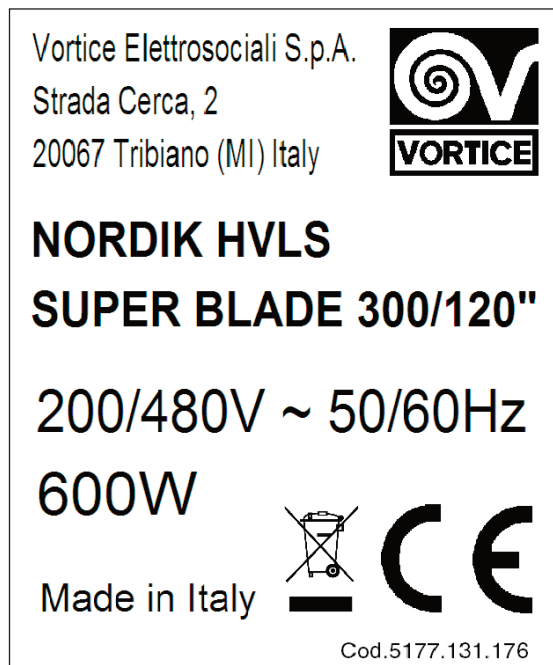 Vortice Elettrosociali S.p.A.
Strada Cerca, 2
20067 Tribiano (MI) Italy
VORTICE
NORDIK HVLS
SUPER BLADE 300/120"
200/480V ~ 50/60Hz
600W
CE
Made in Italy
Cod.5177.131.176